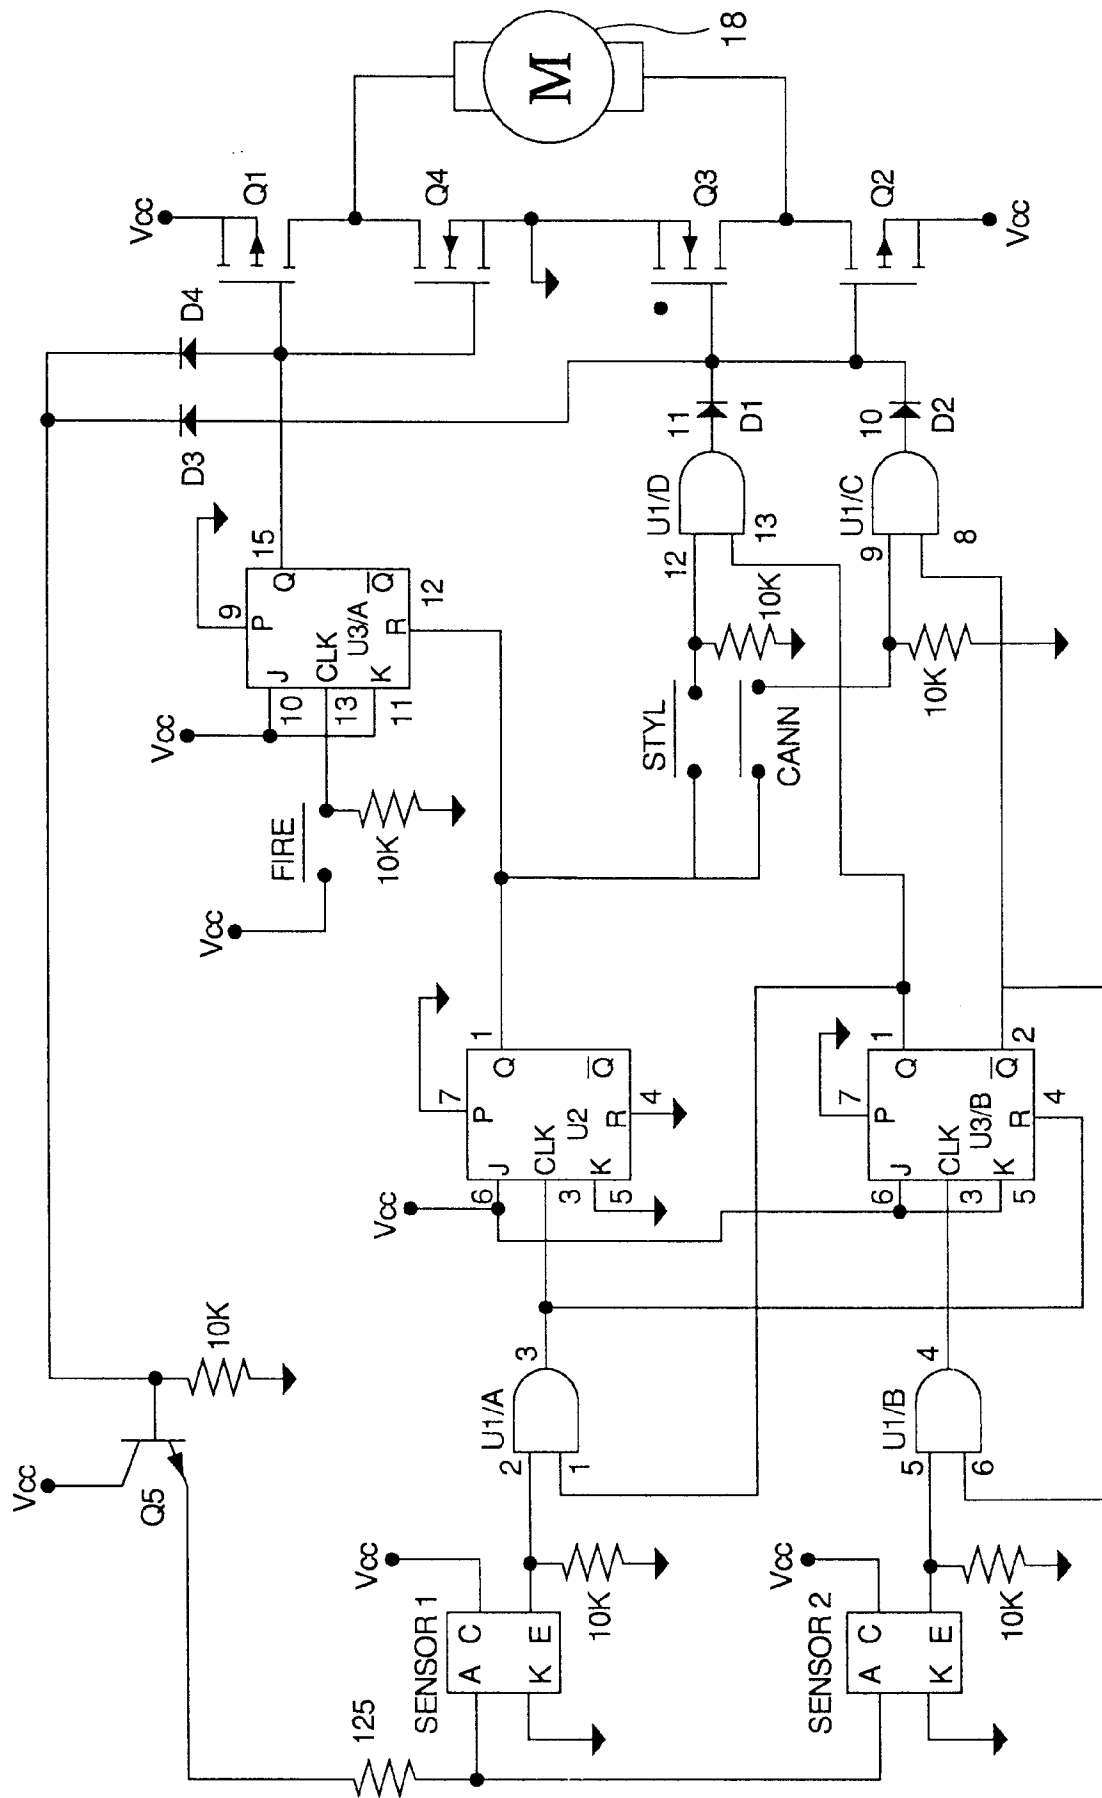 Vcc
Q5
10K
125
SENSOR 1
A
C
K
E
Vcc
10K
2
1
U1/A
3
SENSOR 2
A
C
K
E
Vcc
10K
5
6
U1/B
4
Vcc
6
J
P
7
Q
1
CLK
3
U2
K
5
R
4
Q
6
J
P
7
Q
1
CLK
3
U3/B
K
5
R
4
Q
2
Vcc
FIRE
10K
Vcc
J
10
P
9
Q
15
CLK
13
U3/A
K
11
R
12
Q
STYL
CANN
10K
10K
12
13
U1/D
11
D1
9
8
U1/C
10
D2
D3
D4
Vcc
Q1
Q4
Q3
Q2
Vcc
M
18